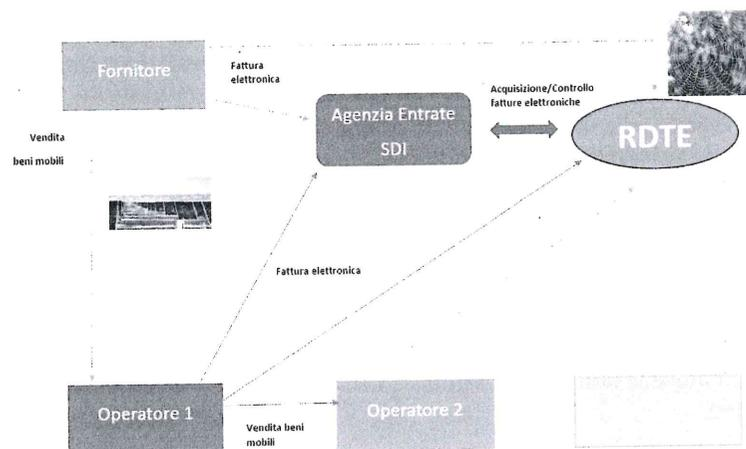 Fornitore
Fattura
elettronica
Acquisizione/Controllo
fatture elettroniche
Agenzia Entrate
SDI
RDTE
Vendita
beni mobili
Fattura elettronica
Operatore 1
Operatore 2
Vendita beni
mobili